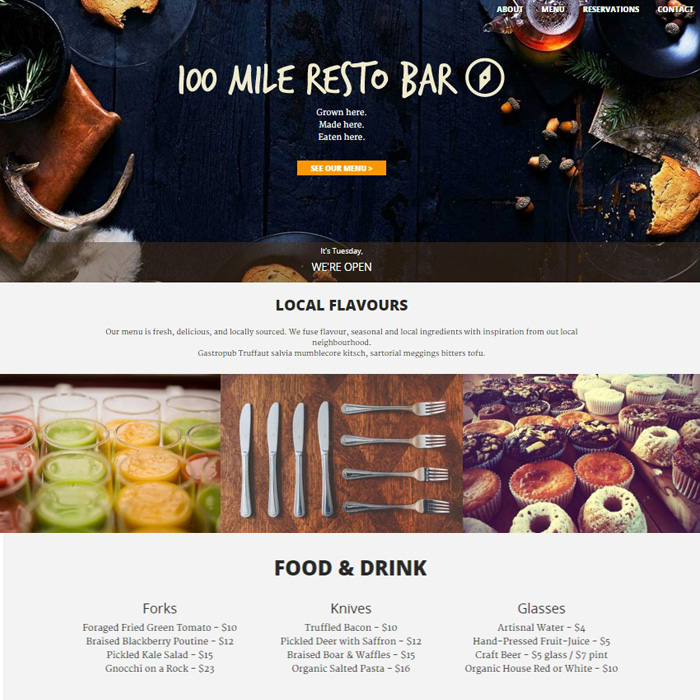 ABOUT MENU RESERVATIONS CONTACT
100 MILE RESTO BAR
Grown here.
Made here.
Eaten here.
SEE OUR MENU >
It's Tuesday,
WE'RE OPEN
LOCAL FLAVOURS
Our menu is fresh, delicious, and locally sourced. We fuse flavour, seasonal and local ingredients with inspiration from out local
neighbourhood.
Gastropub Truffaut salvia mumblecore kitsch, sartorial meggings bitters tofu.
FOOD & DRINK
Forks
Foraged Fried Green Tomato - $10
Braised Blackberry Poutine - $12
Pickled Kale Salad - $15
Gnocchi on a Rock - $23
Knives
Truffled Bacon - $10
Pickled Deer with Saffron - $12
Braised Boar & Waffles - $15
Organic Salted Pasta - $16
Glasses
Artisnal Water - $4
Hand-Pressed Fruit-Juice - $5
Craft Beer - $5 glass / $7 pint
Organic House Red or White - $10